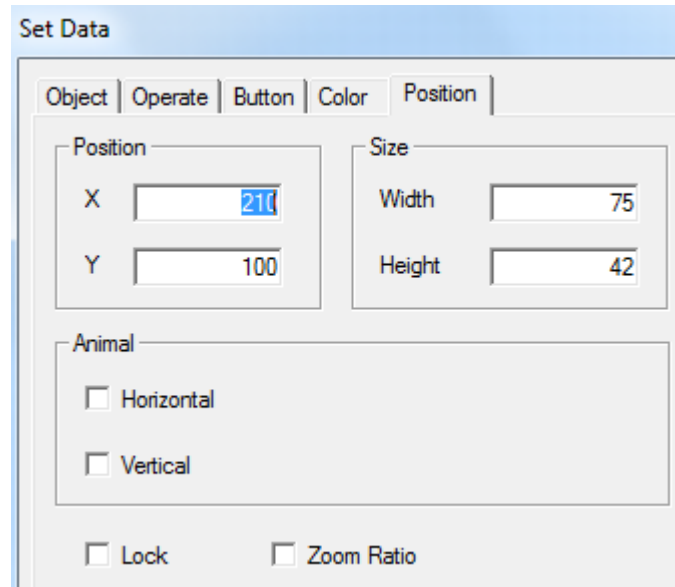 Set Data
Object Operate Button Color Position
Position Size
X 210 Width 75
Y 100 Height 42
Animal
Horizontal
Vertical
Lock Zoom Ratio